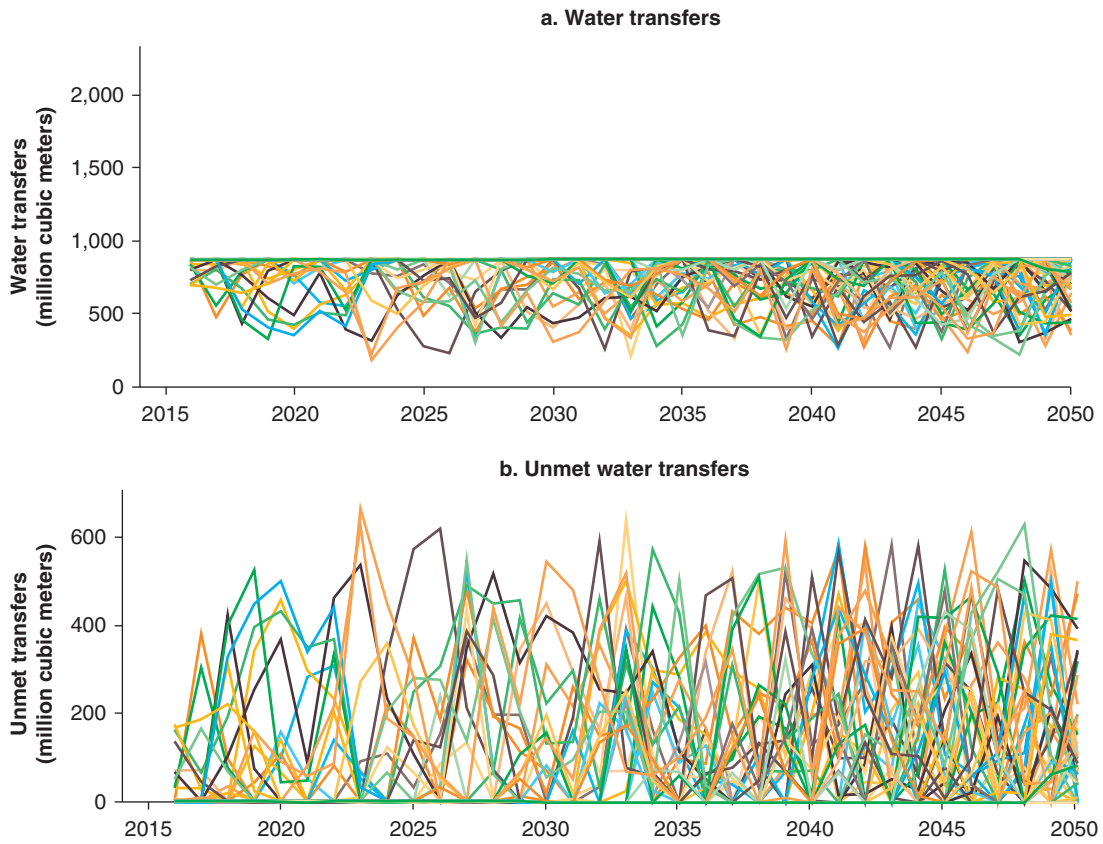 a. Water transfers
Water transfers
(million cubic meters)
2,000
1,500
1,000
500
0
2015 2020 2025 2030 2035 2040 2045 2050
b. Unmet water transfers
Unmet transfers
(million cubic meters)
600
400
200
0
2015 2020 2025 2030 2035 2040 2045 2050